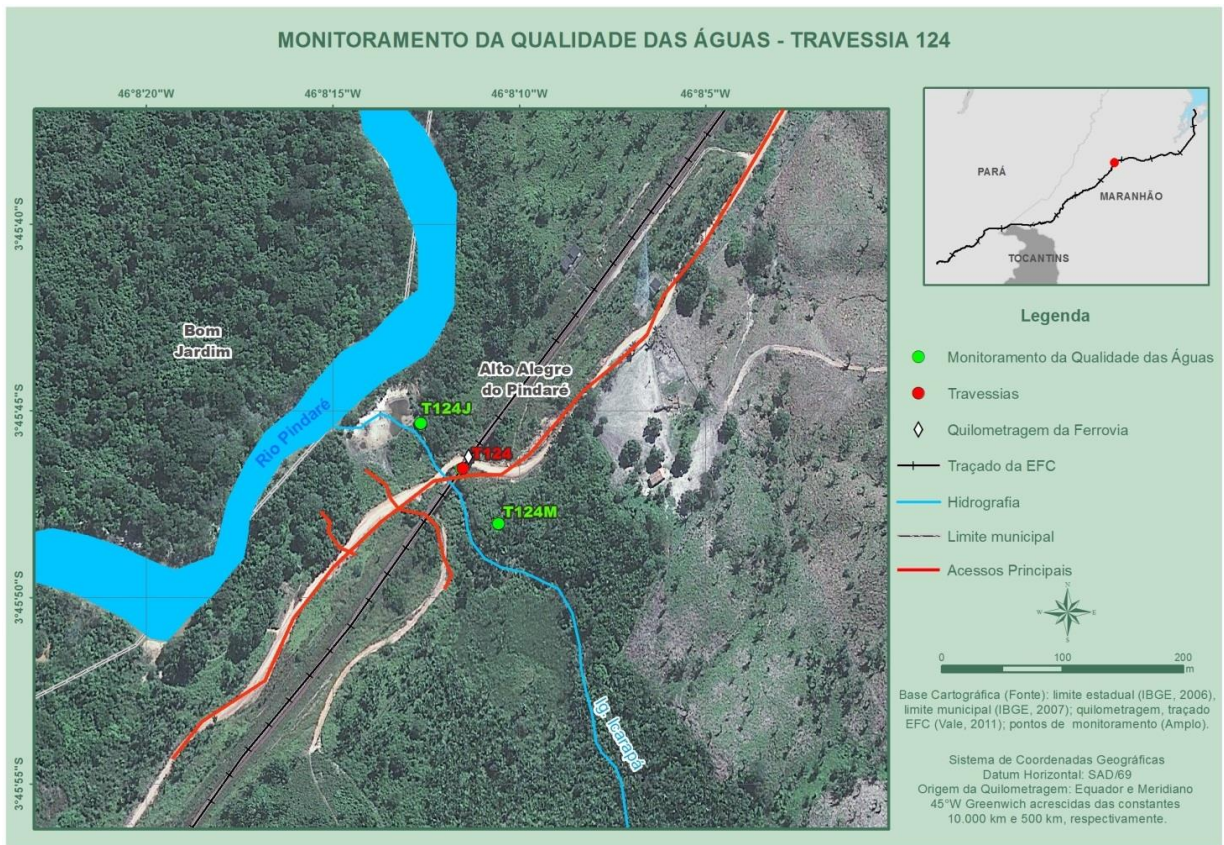 MONITORAMENTO DA QUALIDADE DAS ÁGUAS - TRAVESSIA 124
46°8'20"W
46°8'15"W
46°8'10"W
46°8'5"W
3°45'40"S
3°45'45"S
3°45'50"S
3°45'55"S
Bom
Jardim
Rio Pindaré
Alto Alegre
do Pindaré
T124J
T124
T124M
Ig. Icarapá
PARÁ
MARANHÃO
TOCANTINS
Legenda
Monitoramento da Qualidade das Águas
Travessias
Quilometragem da Ferrovia
Traçado da EFC
Hidrografia
Limite municipal
Acessos Principais
N
W
E
S
0
100
200
m
Base Cartográfica (Fonte): limite estadual (IBGE, 2006),
limite municipal (IBGE, 2007); quilometragem, traçado
EFC (Vale, 2011); pontos de monitoramento (Amplo).
Sistema de Coordenadas Geográficas
Datum Horizontal: SAD/69
Origem da Quilometragem: Equador e Meridiano
45°W Greenwich acrescidas das constantes
10.000 km e 500 km, respectivamente.